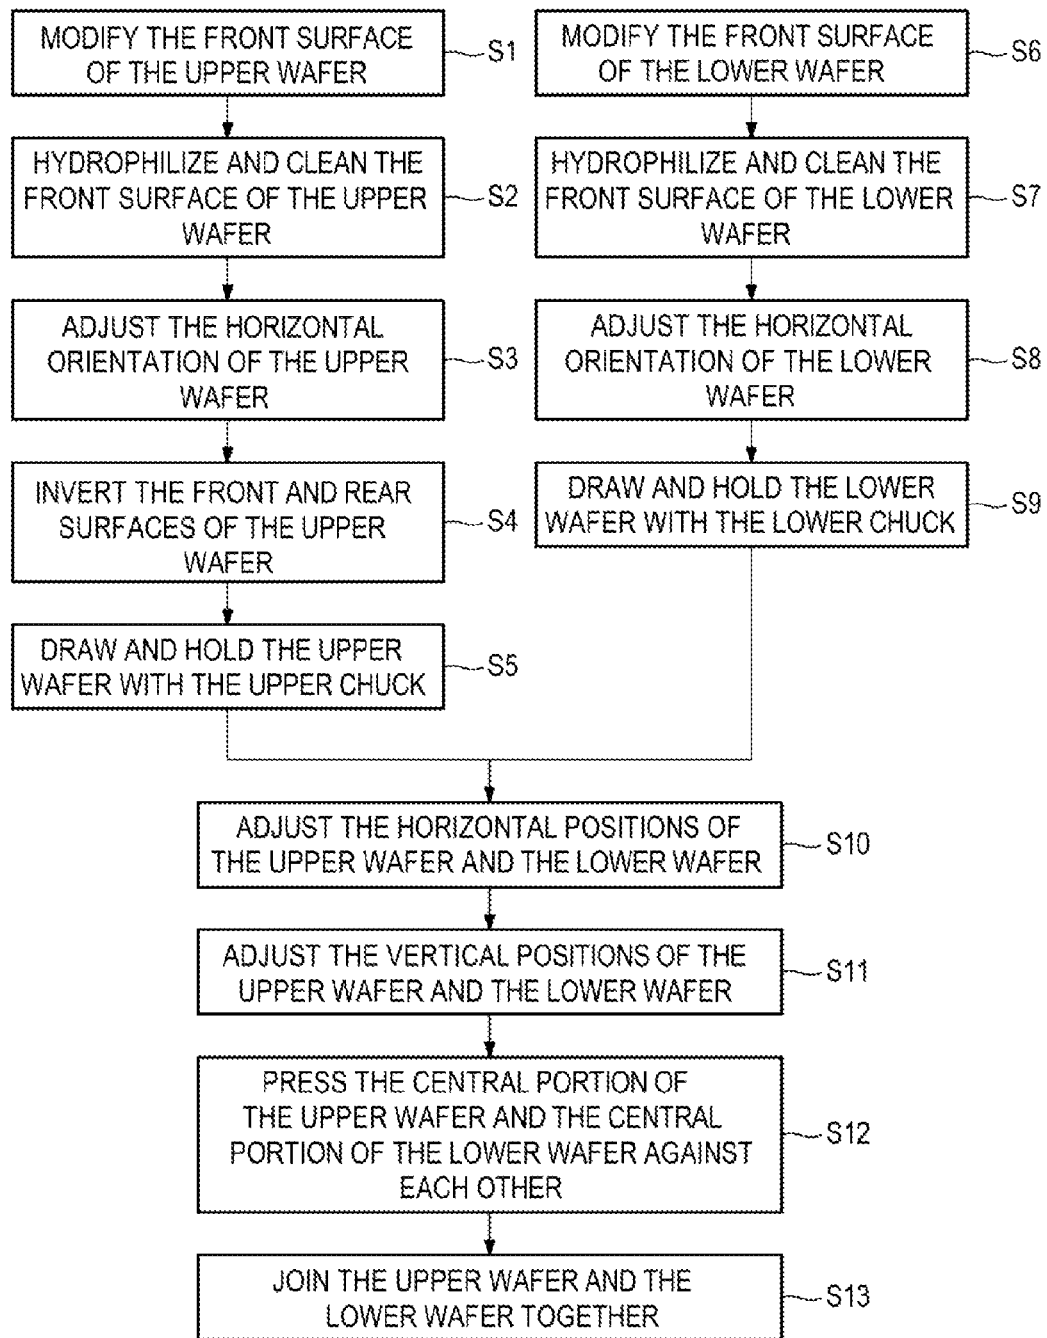 MODIFY THE FRONT SURFACE
OF THE UPPER WAFER
S1
HYDROPHILIZE AND CLEAN THE
FRONT SURFACE OF THE UPPER
WAFER
S2
ADJUST THE HORIZONTAL
ORIENTATION OF THE UPPER
WAFER
S3
INVERT THE FRONT AND REAR
SURFACES OF THE UPPER
WAFER
S4
DRAW AND HOLD THE UPPER
WAFER WITH THE UPPER CHUCK
S5
MODIFY THE FRONT SURFACE
OF THE LOWER WAFER
S6
HYDROPHILIZE AND CLEAN THE
FRONT SURFACE OF THE LOWER
WAFER
S7
ADJUST THE HORIZONTAL
ORIENTATION OF THE LOWER
WAFER
S8
DRAW AND HOLD THE LOWER
WAFER WITH THE LOWER CHUCK
S9
ADJUST THE HORIZONTAL POSITIONS OF
THE UPPER WAFER AND THE LOWER WAFER
S10
ADJUST THE VERTICAL POSITIONS OF THE
UPPER WAFER AND THE LOWER WAFER
S11
PRESS THE CENTRAL PORTION OF
THE UPPER WAFER AND THE CENTRAL
PORTION OF THE LOWER WAFER AGAINST
EACH OTHER
S12
JOIN THE UPPER WAFER AND THE
LOWER WAFER TOGETHER
S13